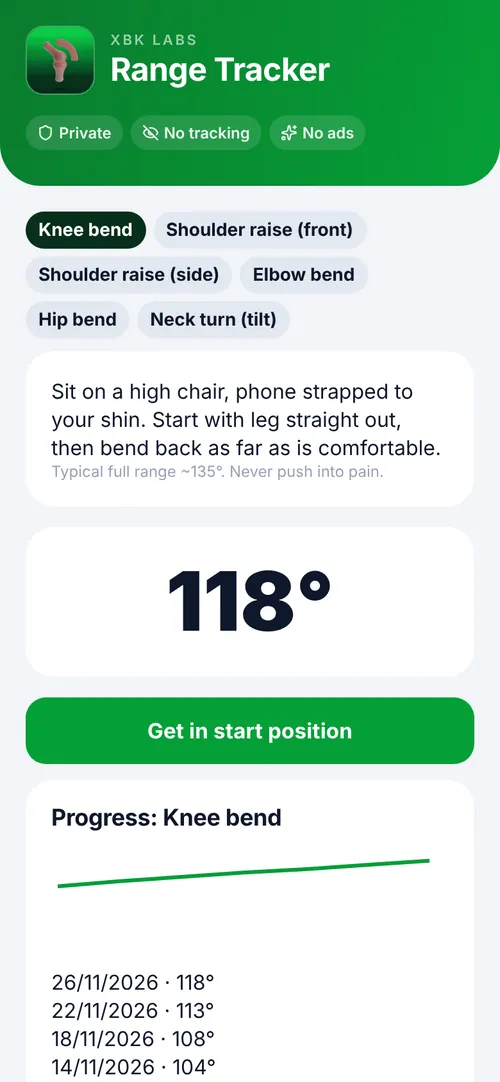 XBK LABS
Range Tracker
Private
No tracking
No ads
Knee bend
Shoulder raise (front)
Shoulder raise (side)
Elbow bend
Hip bend
Neck turn (tilt)
Sit on a high chair, phone strapped to
your shin. Start with leg straight out,
then bend back as far as is comfortable.
Typical full range ~135°. Never push into pain.
118°
Get in start position
Progress: Knee bend
26/11/2026 · 118°
22/11/2026 · 113°
18/11/2026 · 108°
14/11/2026 · 104°